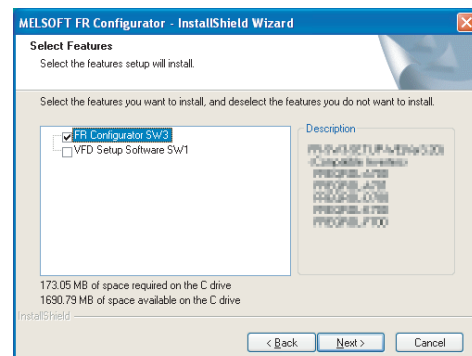 MELSOFT FR Configurator - InstallShield Wizard
Select Features
Select the features setup will install.
Select the features you want to install, and deselect the features you do not want to install.
FR Configurator SW3
VFD Setup Software SW1
Description
173.05 MB of space required on the C drive
1690.79 MB of space available on the C drive
InstallShield
< Back
Next >
Cancel